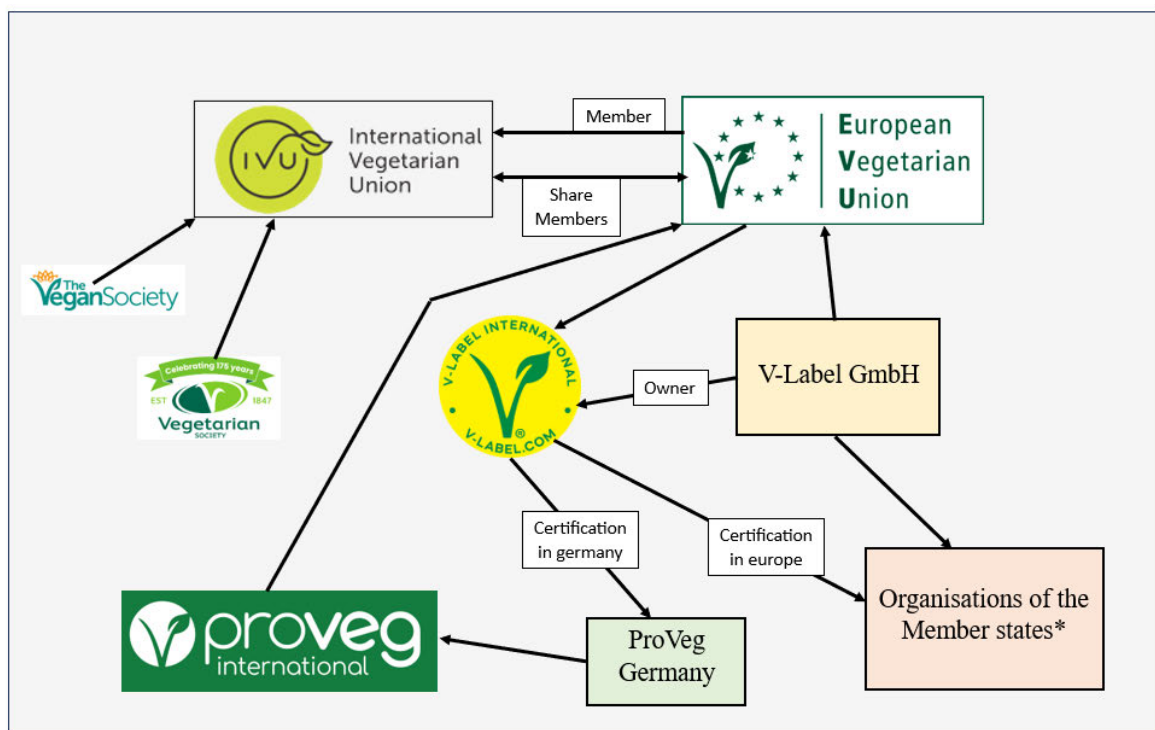 Member
IVU
International
Vegetarian
Union
European
Vegetarian
Union
Share
Members
The
VeganSociety
Celebrating 175 years
EST 1847
Vegetarian
SOCIETY
V-LABEL INTERNATIONAL
®
V-LABEL.COM
Owner
V-Label GmbH
Certification
in germany
Certification
in europe
proveg
international
ProVeg
Germany
Organisations of the
Member states*